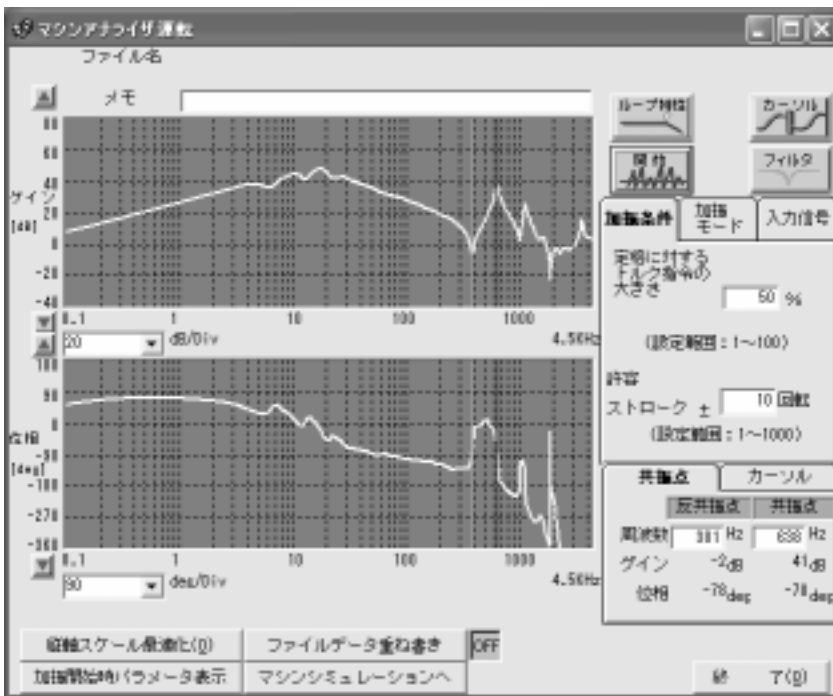 マシンアナライザ運転
ファイル名
メモ
ゲイン
[dB]
80
60
40
20
0
-20
-40
0.1 1 10 100 1000 4.5KHz
20 dB/Div
位相
[deg]
180
90
0
-90
-180
-270
-360
0.1 1 10 100 1000 4.5KHz
90 deg/Div
縦軸スケール最適化(O) ファイルデータ重ね書き OFF
加振開始時パラメータ表示 マシンシミュレーションへ
ループ特性 カーソル
開始 フィルタ
加振条件 加振モード 入力信号
定格に対する
トルク指令の
大きさ
50 %
(設定範囲:1~100)
許容
ストローク ± 10 回転
(設定範囲:1~1000)
共振点 カーソル
反共振点 共振点
周波数 381 Hz 638 Hz
ゲイン -2dB 41dB
位相 -78deg -78deg
終 了(Q)